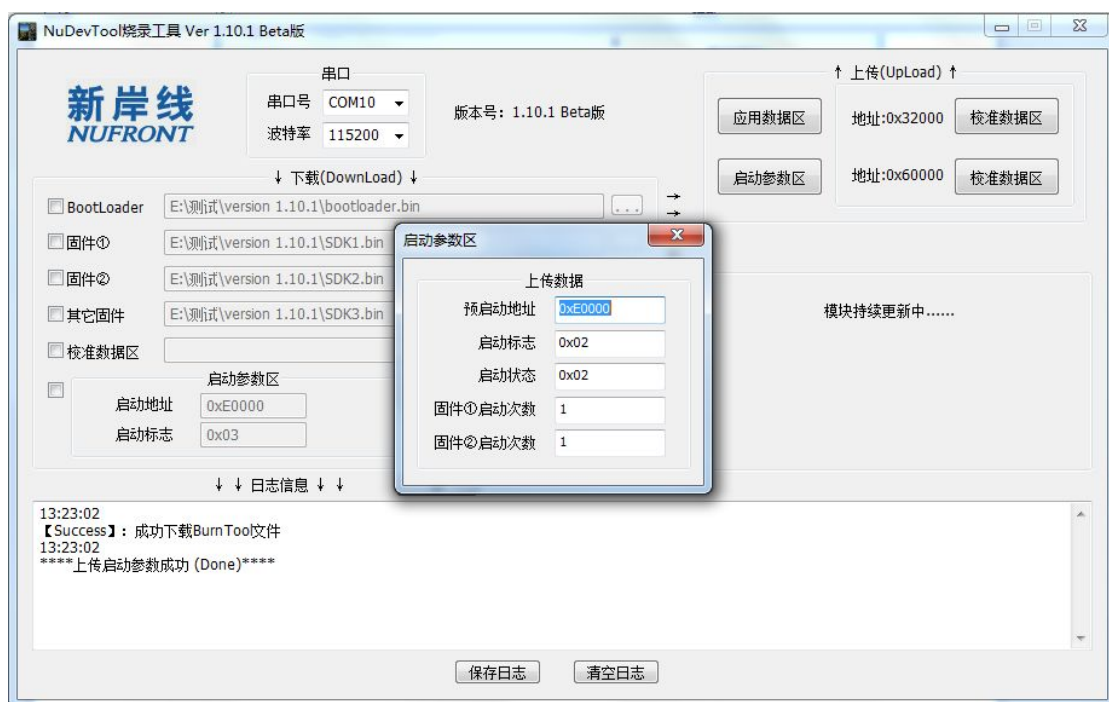 NuDevTool烧录工具 Ver 1.10.1 Beta版
新岸线
NUFRONT
串口
串口号 COM10
波特率 115200
版本号：1.10.1 Beta版
↑ 上传(UpLoad) ↑
应用数据区 地址:0x32000 校准数据区
启动参数区 地址:0x60000 校准数据区
↓ 下载(DownLoad) ↓
BootLoader E:\测试\version 1.10.1\bootloader.bin ... →
→
固件① E:\测试\version 1.10.1\SDK1.bin
固件② E:\测试\version 1.10.1\SDK2.bin
其它固件 E:\测试\version 1.10.1\SDK3.bin
校准数据区
启动参数区
启动地址 0xE0000
启动标志 0x03
启动参数区
上传数据
预启动地址 0xE0000
启动标志 0x02
启动状态 0x02
固件①启动次数 1
固件②启动次数 1
模块持续更新中......
↓ ↓ 日志信息 ↓ ↓
13:23:02
【Success】: 成功下载BurnTool文件
13:23:02
****上传启动参数成功 (Done)****
保存日志 清空日志